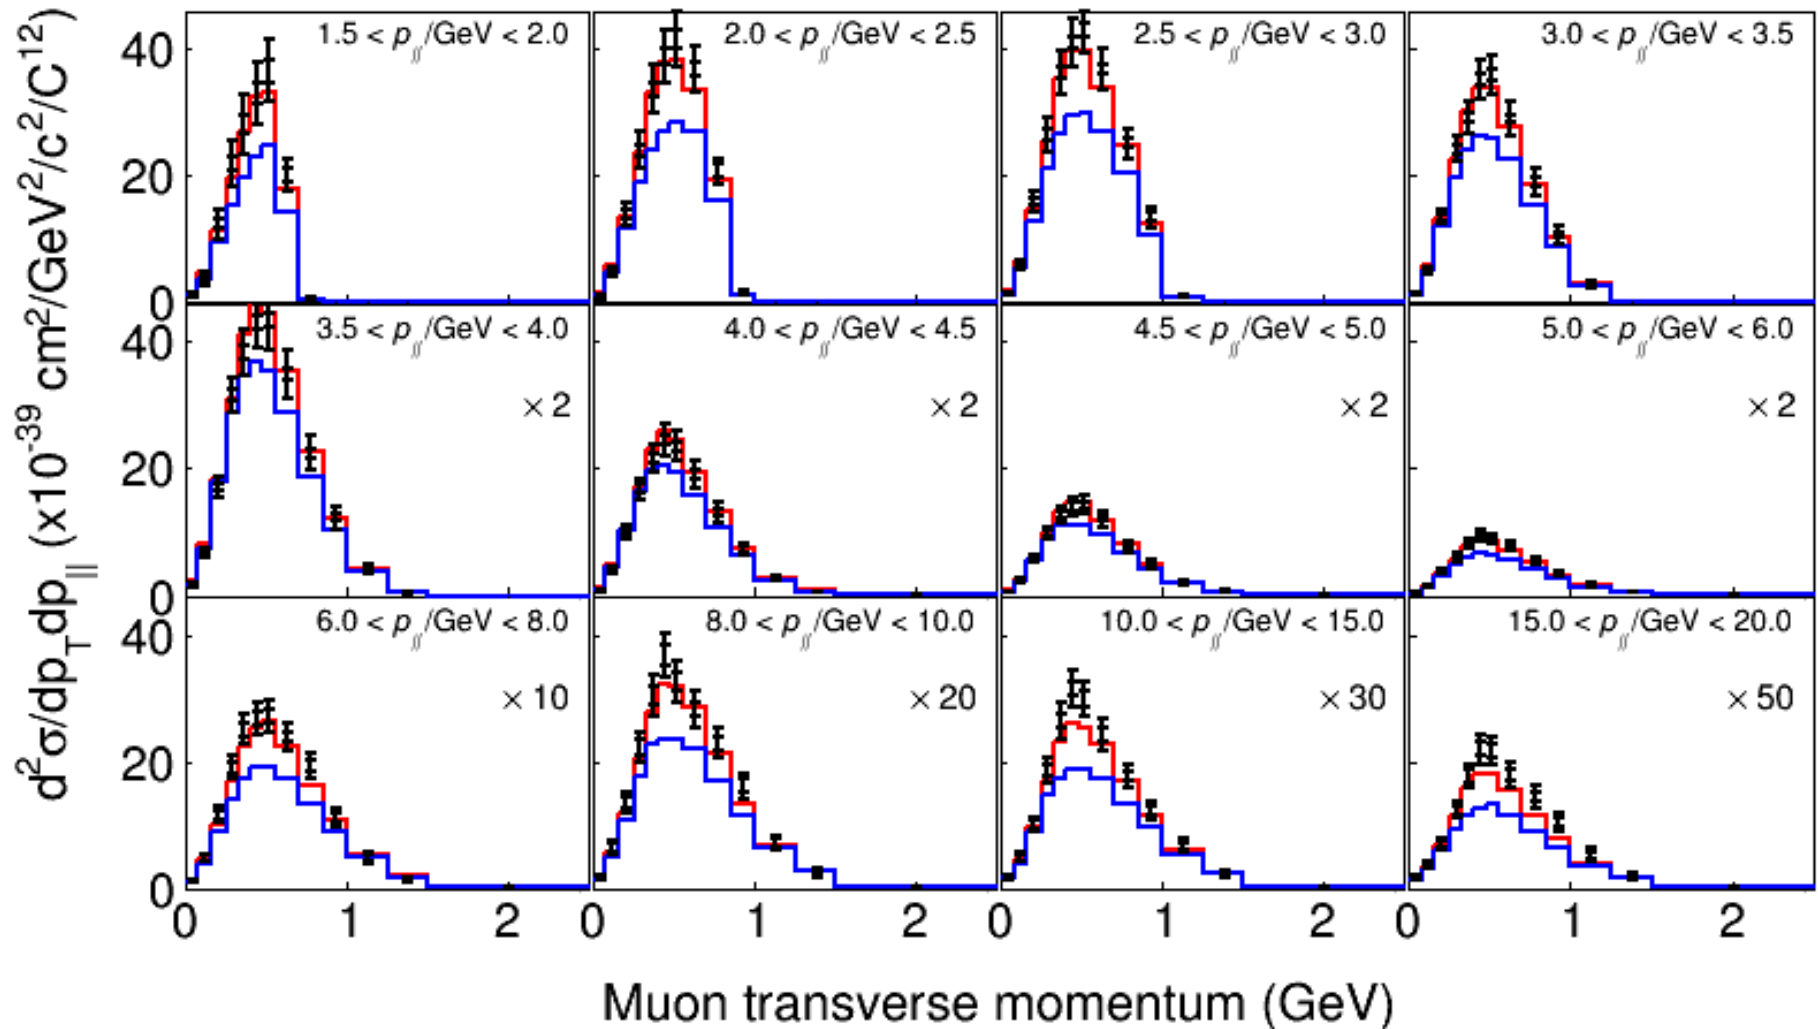 d²σ/dp_T dp_|| (x10⁻³⁹ cm²/GeV²/c²/C¹²)
40
20
0
1.5 < p_// /GeV < 2.0
2.0 < p_// /GeV < 2.5
2.5 < p_// /GeV < 3.0
3.0 < p_// /GeV < 3.5
40
20
0
3.5 < p_// /GeV < 4.0
× 2
4.0 < p_// /GeV < 4.5
× 2
4.5 < p_// /GeV < 5.0
× 2
5.0 < p_// /GeV < 6.0
× 2
40
20
0
6.0 < p_// /GeV < 8.0
× 10
8.0 < p_// /GeV < 10.0
× 20
10.0 < p_// /GeV < 15.0
× 30
15.0 < p_// /GeV < 20.0
× 50
0 1 2 0 1 2 0 1 2 0 1 2
Muon transverse momentum (GeV)